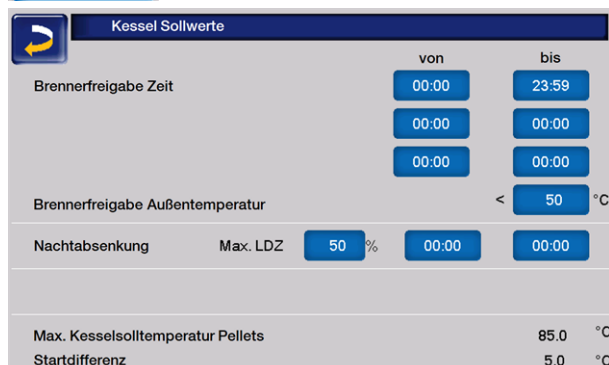 Kessel Sollwerte
von bis
Brennerfreigabe Zeit 00:00 23:59
00:00 00:00
00:00 00:00
Brennerfreigabe Außentemperatur < 50 °C
Nachtabsenkung Max. LDZ 50 % 00:00 00:00
Max. Kesselsolltemperatur Pellets 85.0 °C
Startdifferenz 5.0 °C